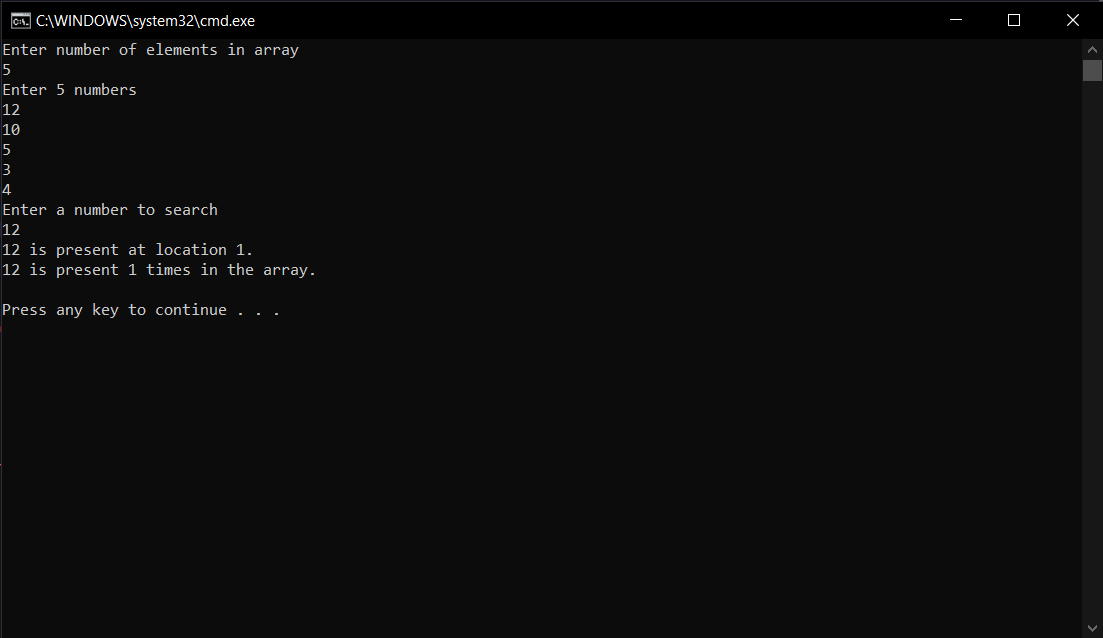 C:\WINDOWS\system32\cmd.exe
Enter number of elements in array
5
Enter 5 numbers
12
10
5
3
4
Enter a number to search
12
12 is present at location 1.
12 is present 1 times in the array.
Press any key to continue . . .